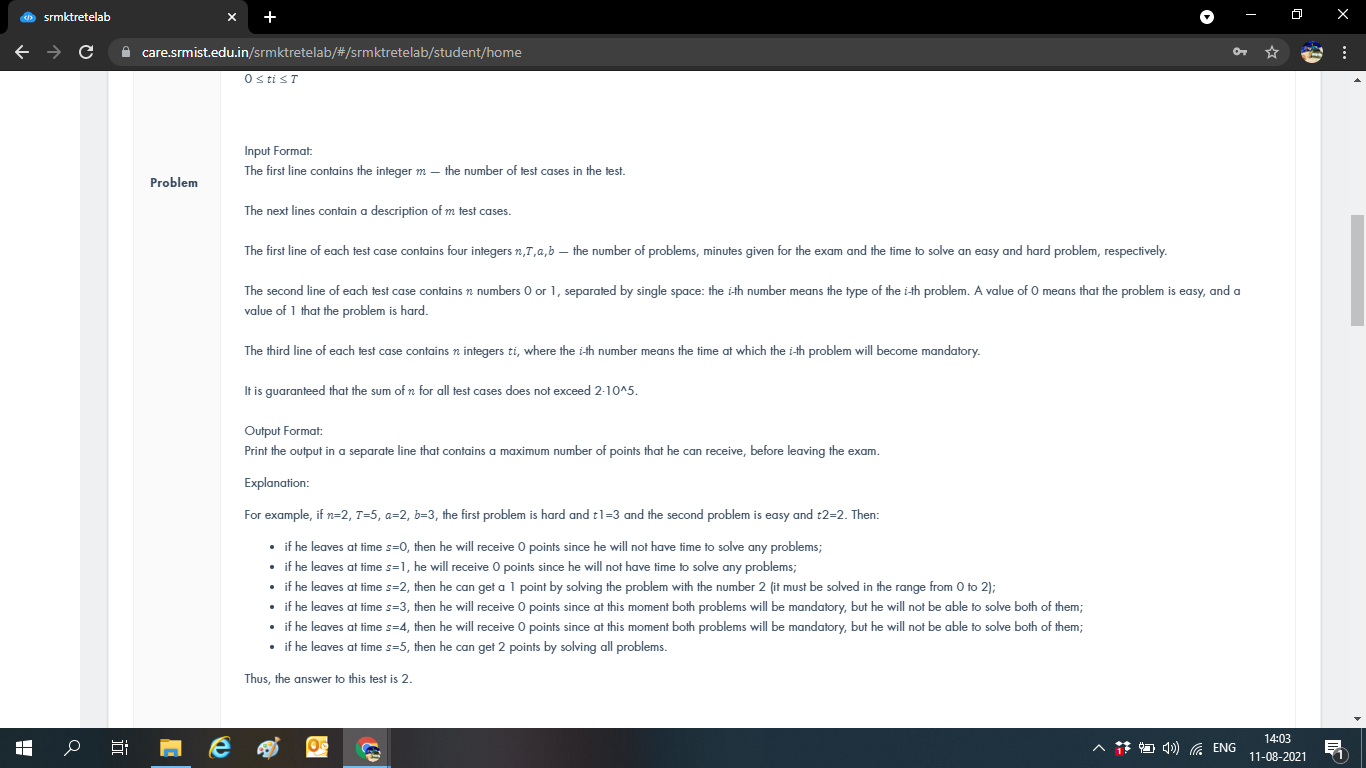 srmktretelab
care.srmist.edu.in/srmktretelab/#/srmktretelab/student/home
0 ≤ ti ≤ T
Input Format:
The first line contains the integer m — the number of test cases in the test.
Problem
The next lines contain a description of m test cases.
The first line of each test case contains four integers n,T,a,b — the number of problems, minutes given for the exam and the time to solve an easy and hard problem, respectively.
The second line of each test case contains n numbers 0 or 1, separated by single space: the i-th number means the type of the i-th problem. A value of 0 means that the problem is easy, and a
value of 1 that the problem is hard.
The third line of each test case contains n integers ti, where the i-th number means the time at which the i-th problem will become mandatory.
It is guaranteed that the sum of n for all test cases does not exceed 2·10^5.
Output Format:
Print the output in a separate line that contains a maximum number of points that he can receive, before leaving the exam.
Explanation:
For example, if n=2, T=5, a=2, b=3, the first problem is hard and t1=3 and the second problem is easy and t2=2. Then:
• if he leaves at time s=0, then he will receive 0 points since he will not have time to solve any problems;
• if he leaves at time s=1, he will receive 0 points since he will not have time to solve any problems;
• if he leaves at time s=2, then he can get a 1 point by solving the problem with the number 2 (it must be solved in the range from 0 to 2);
• if he leaves at time s=3, then he will receive 0 points since at this moment both problems will be mandatory, but he will not be able to solve both of them;
• if he leaves at time s=4, then he will receive 0 points since at this moment both problems will be mandatory, but he will not be able to solve both of them;
• if he leaves at time s=5, then he can get 2 points by solving all problems.
Thus, the answer to this test is 2.
ENG
14:03
11-08-2021
1